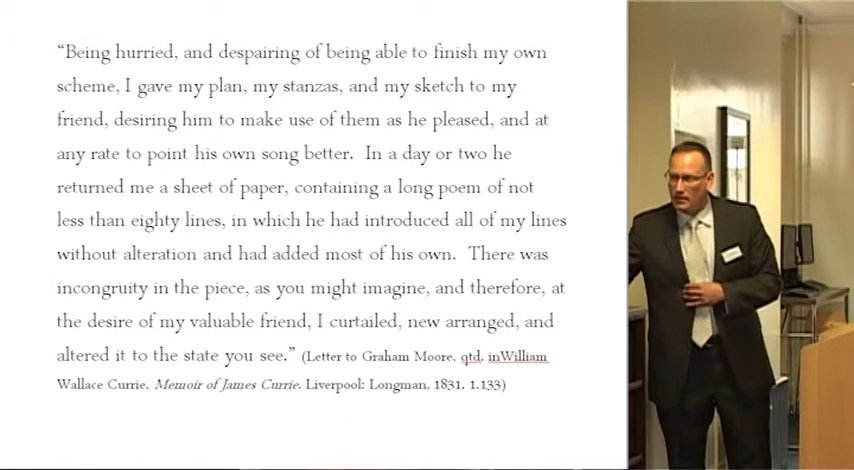 “Being hurried, and despairing of being able to finish my own
scheme, I gave my plan, my stanzas, and my sketch to my
friend, desiring him to make use of them as he pleased, and at
any rate to point his own song better.  In a day or two he
returned me a sheet of paper, containing a long poem of not
less than eighty lines, in which he had introduced all of my lines
without alteration and had added most of his own.  There was
incongruity in the piece, as you might imagine, and therefore, at
the desire of my valuable friend, I curtailed, new arranged, and
altered it to the state you see.” (Letter to Graham Moore, qtd. inWilliam
Wallace Currie, Memoir of James Currie. Liverpool: Longman, 1831. 1.133)